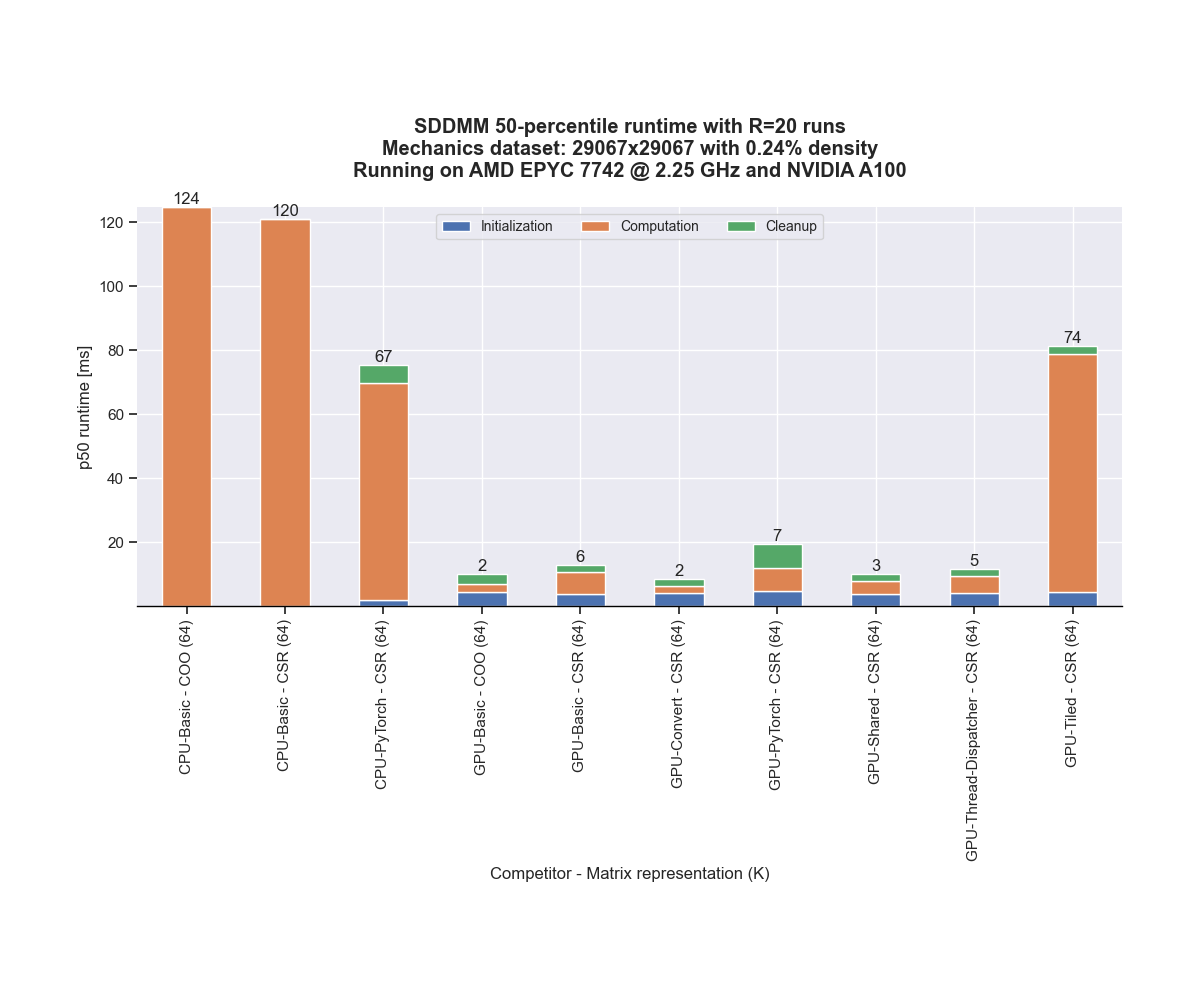 SDDMM 50-percentile runtime with R=20 runs
Mechanics dataset: 29067x29067 with 0.24% density
Running on AMD EPYC 7742 @ 2.25 GHz and NVIDIA A100
Initialization
Computation
Cleanup
p50 runtime [ms]
120
100
80
60
40
20
124
120
67
2
6
2
7
3
5
74
CPU-Basic - COO (64)
CPU-Basic - CSR (64)
CPU-PyTorch - CSR (64)
GPU-Basic - COO (64)
GPU-Basic - CSR (64)
GPU-Convert - CSR (64)
GPU-PyTorch - CSR (64)
GPU-Shared - CSR (64)
GPU-Thread-Dispatcher - CSR (64)
GPU-Tiled - CSR (64)
Competitor - Matrix representation (K)